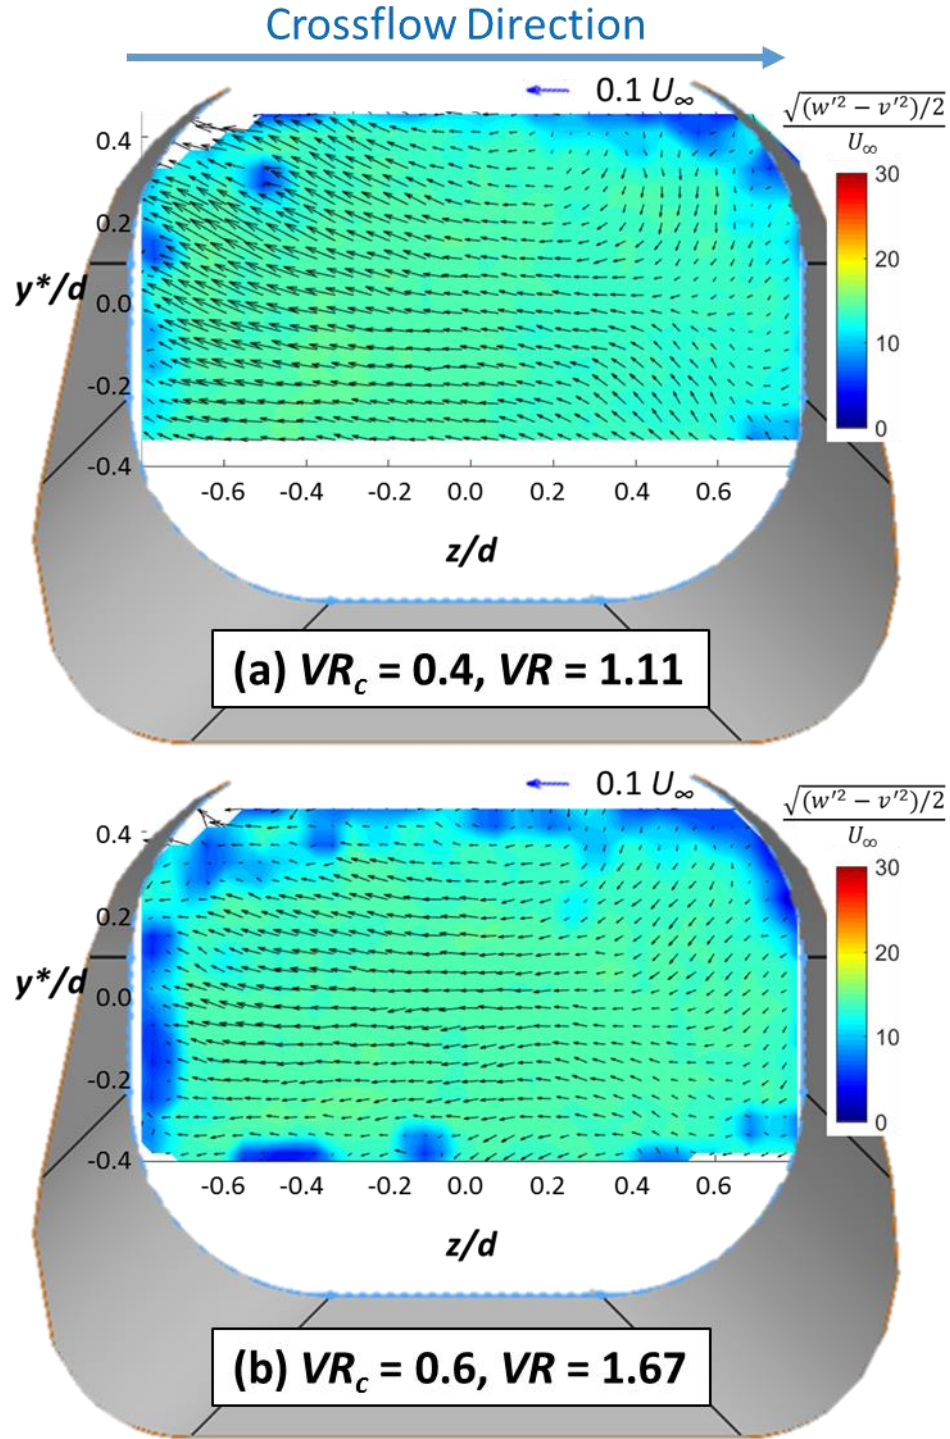 Crossflow Direction
0.1 U∞
√(w'² − v'²)/2
U∞
0.4
0.2
0.0
-0.2
-0.4
y*/d
30
20
10
0
-0.6 -0.4 -0.2 0.0 0.2 0.4 0.6
z/d
(a) VRc = 0.4, VR = 1.11
0.1 U∞
√(w'² − v'²)/2
U∞
0.4
0.2
0.0
-0.2
-0.4
y*/d
30
20
10
0
-0.6 -0.4 -0.2 0.0 0.2 0.4 0.6
z/d
(b) VRc = 0.6, VR = 1.67